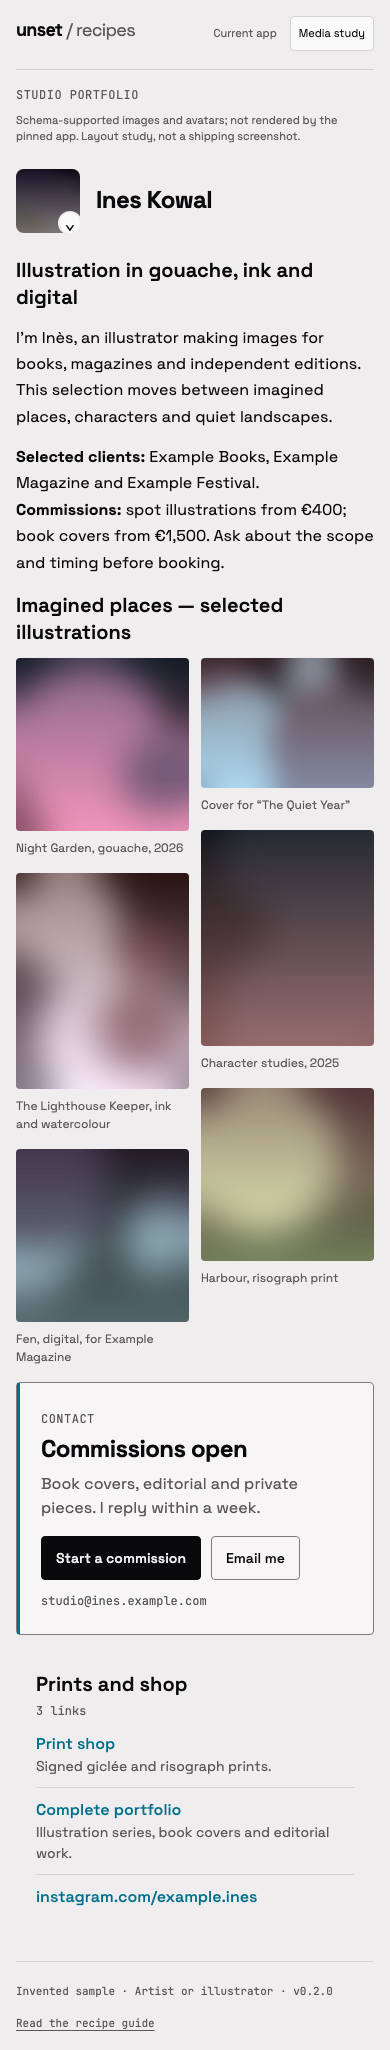 unset / recipes
Current app
Media study
STUDIO PORTFOLIO
Schema-supported images and avatars; not rendered by the
pinned app. Layout study, not a shipping screenshot.
Ines Kowal
Illustration in gouache, ink and
digital
I'm Inès, an illustrator making images for
books, magazines and independent editions.
This selection moves between imagined
places, characters and quiet landscapes.
Selected clients: Example Books, Example
Magazine and Example Festival.
Commissions: spot illustrations from €400;
book covers from €1,500. Ask about the scope
and timing before booking.
Imagined places — selected
illustrations
Night Garden, gouache, 2026
Cover for “The Quiet Year”
The Lighthouse Keeper, ink
and watercolour
Character studies, 2025
Fen, digital, for Example
Magazine
Harbour, risograph print
CONTACT
Commissions open
Book covers, editorial and private
pieces. I reply within a week.
Start a commission
Email me
studio@ines.example.com
Prints and shop
3 links
Print shop
Signed giclée and risograph prints.
Complete portfolio
Illustration series, book covers and editorial
work.
instagram.com/example.ines
Invented sample · Artist or illustrator · v0.2.0
Read the recipe guide